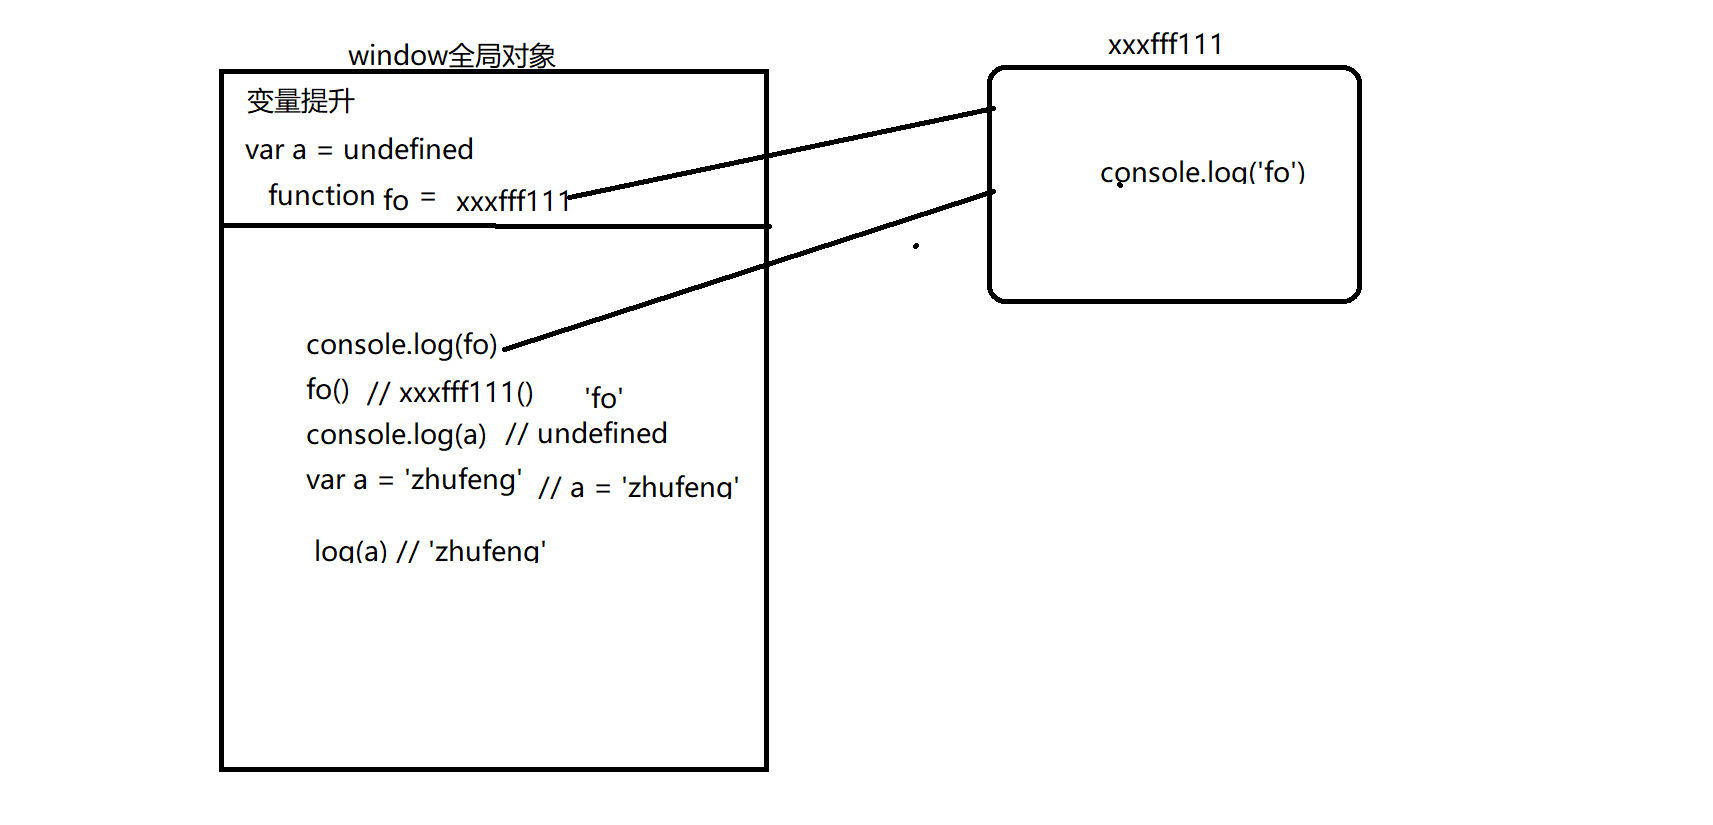 window全局对象
变量提升
var a = undefined
function fo = xxxfff111
console.log(fo)
fo() // xxxfff111() 'fo'
console.log(a) // undefined
var a = 'zhufeng' // a = 'zhufeng'
log(a) // 'zhufeng'
xxxfff111
console.log('fo')